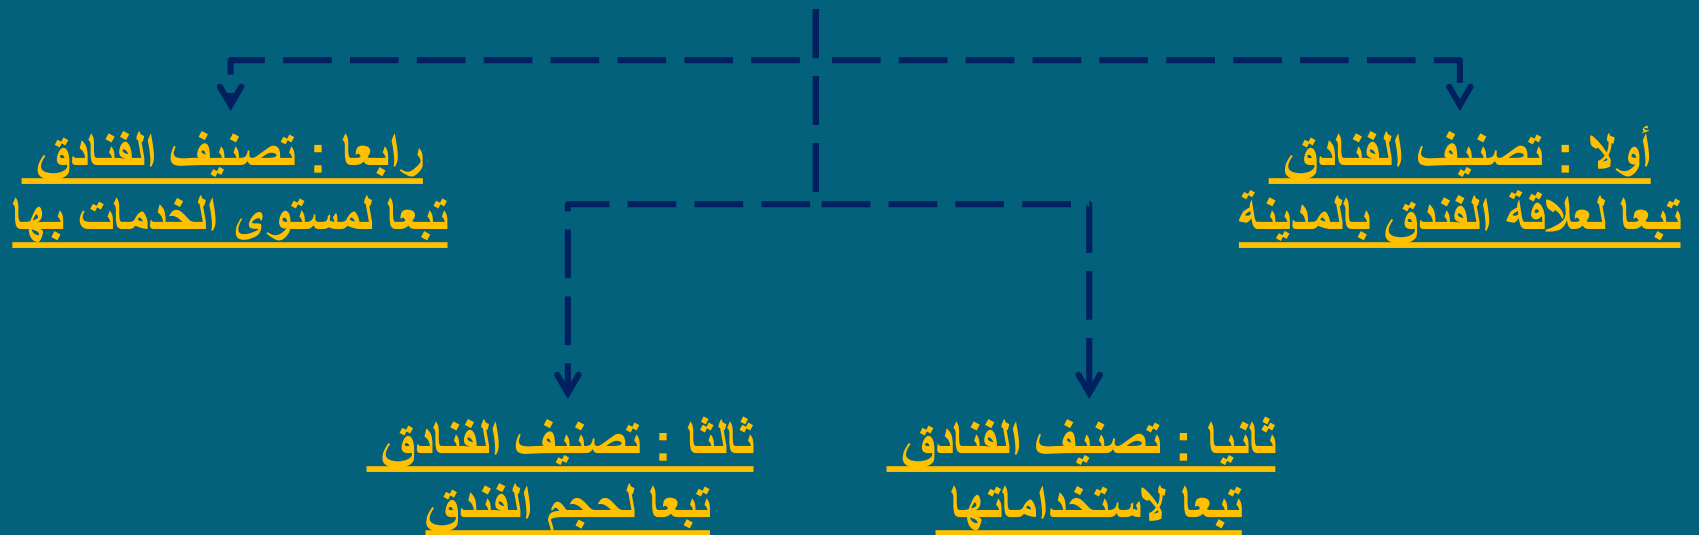 أولا : تصنيف الفنادق
تبعا لعلاقة الفندق بالمدينة
رابعا : تصنيف الفنادق
تبعا لمستوى الخدمات بها
ثانيا : تصنيف الفنادق
تبعا لاستخداماتها
ثالثا : تصنيف الفنادق
تبعا لحجم الفندق